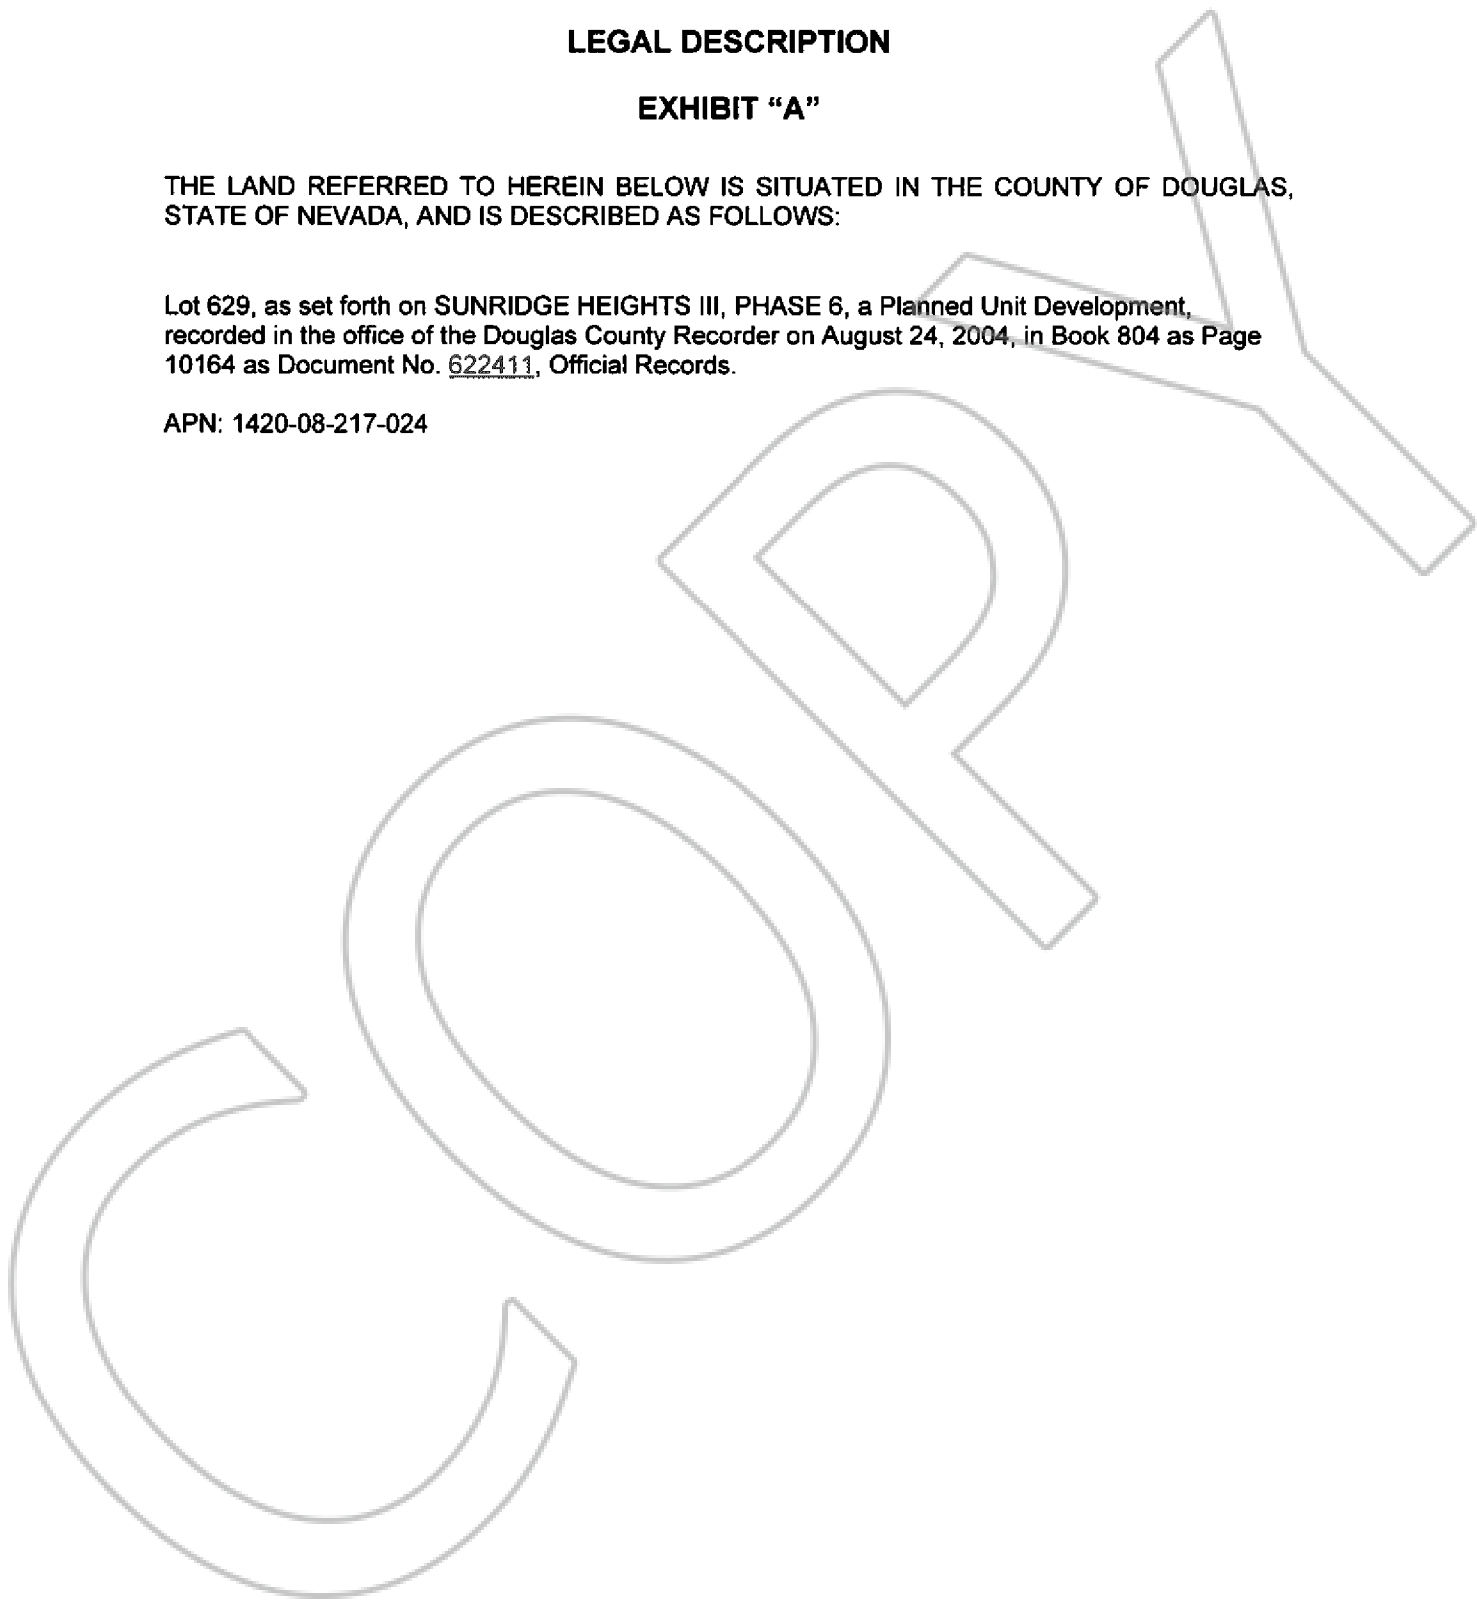 LEGAL DESCRIPTION
EXHIBIT “A”
THE LAND REFERRED TO HEREIN BELOW IS SITUATED IN THE COUNTY OF DOUGLAS,
STATE OF NEVADA, AND IS DESCRIBED AS FOLLOWS:
Lot 629, as set forth on SUNRIDGE HEIGHTS III, PHASE 6, a Planned Unit Development,
recorded in the office of the Douglas County Recorder on August 24, 2004, in Book 804 as Page
10164 as Document No. 622411, Official Records.
APN: 1420-08-217-024
COPY